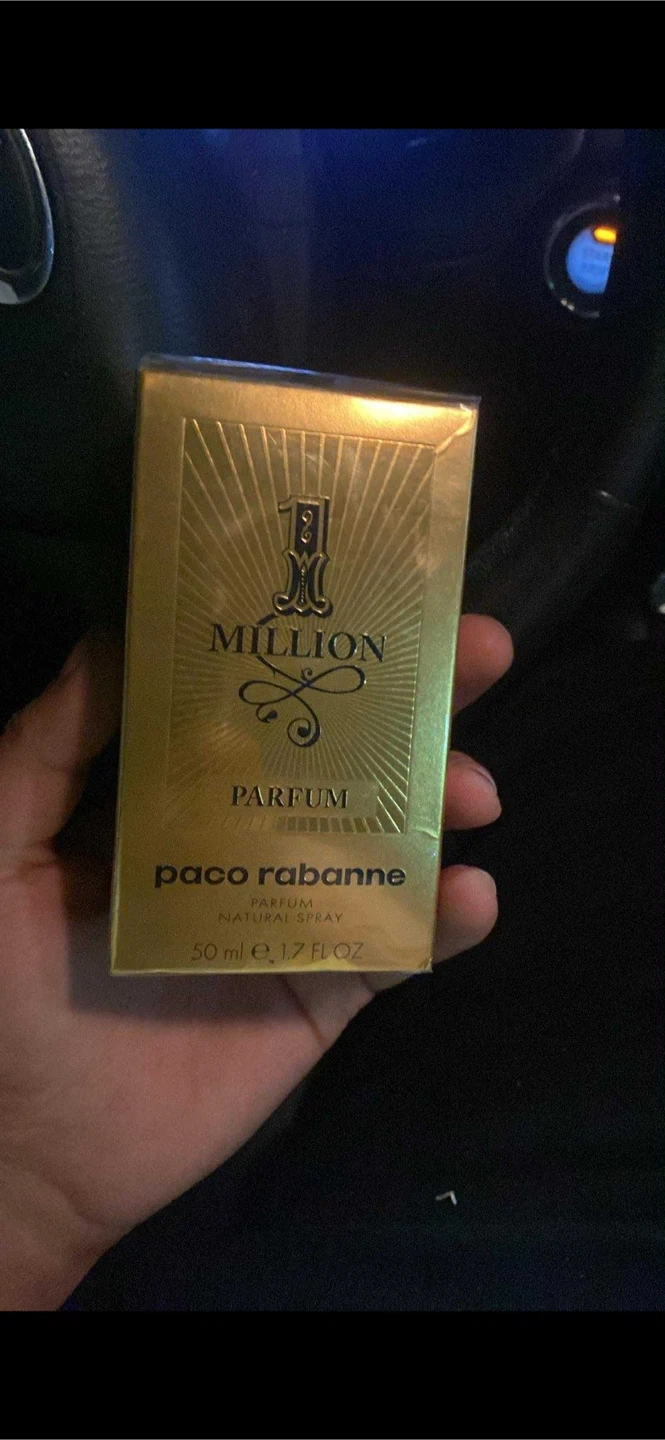 1
MILLION
PARFUM
paco rabanne
PARFUM
NATURAL SPRAY
50 ml e 1.7 FL OZ